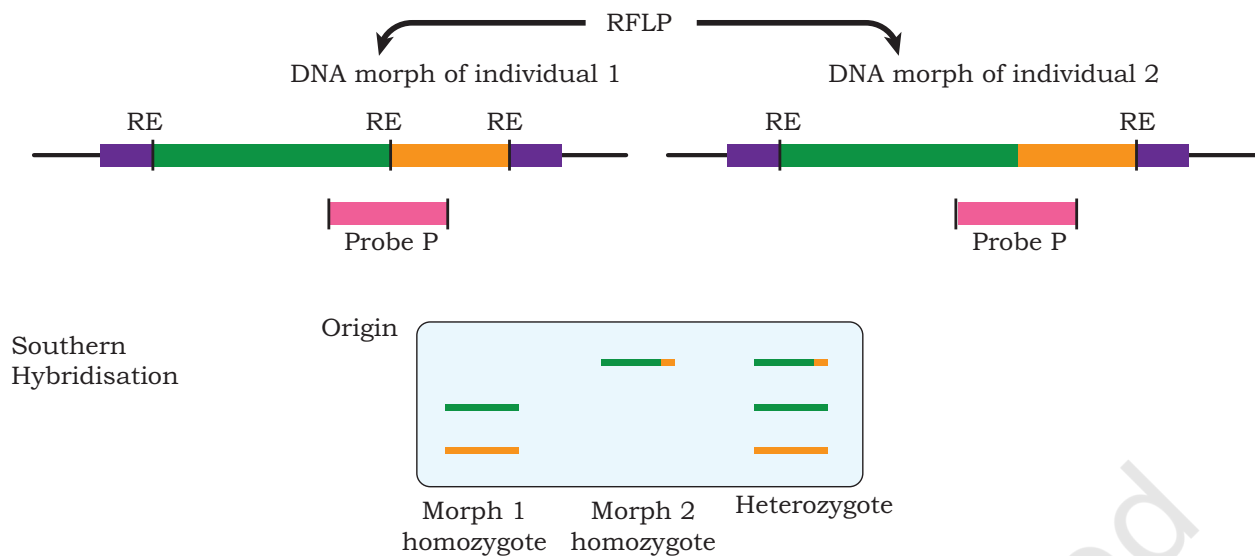 RFLP
DNA morph of individual 1
DNA morph of individual 2
RE RE RE
RE RE
Probe P
Probe P
Origin
Southern
Hybridisation
Morph 1
homozygote
Morph 2
homozygote
Heterozygote